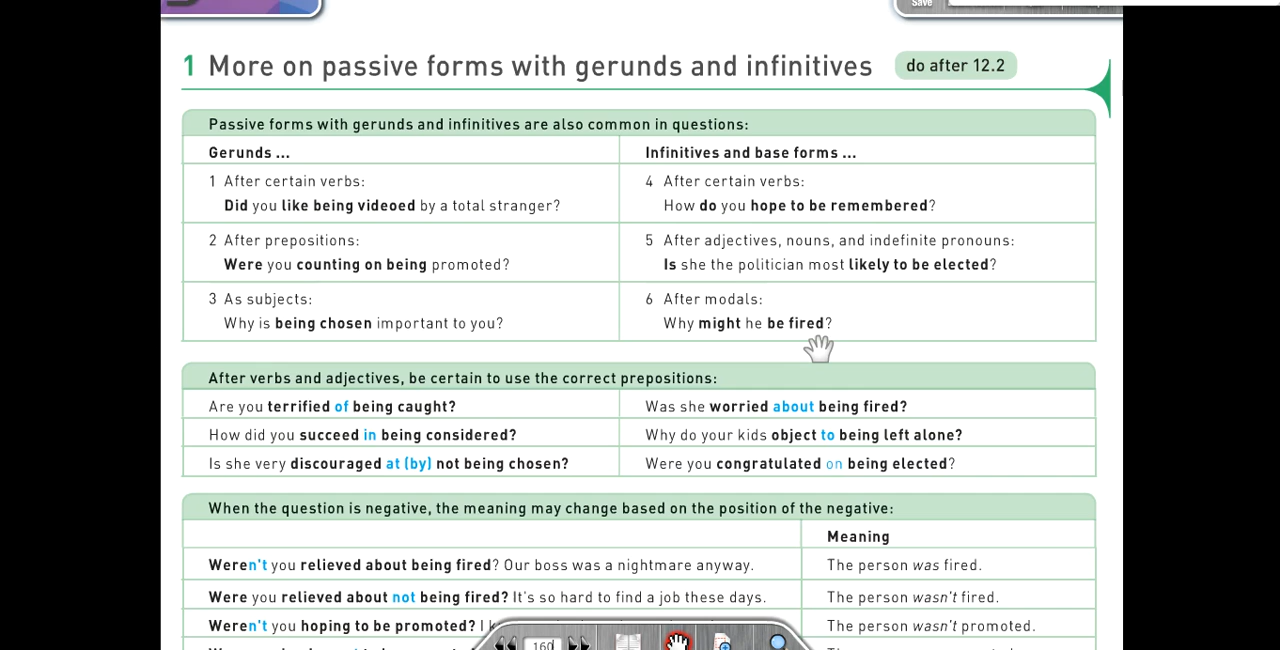 Save
1 More on passive forms with gerunds and infinitives do after 12.2
Passive forms with gerunds and infinitives are also common in questions:
Gerunds ... Infinitives and base forms ...
1 After certain verbs: 4 After certain verbs:
Did you like being videoed by a total stranger? How do you hope to be remembered?
2 After prepositions: 5 After adjectives, nouns, and indefinite pronouns:
Were you counting on being promoted? Is she the politician most likely to be elected?
3 As subjects: 6 After modals:
Why is being chosen important to you? Why might he be fired?
After verbs and adjectives, be certain to use the correct prepositions:
Are you terrified of being caught? Was she worried about being fired?
How did you succeed in being considered? Why do your kids object to being left alone?
Is she very discouraged at (by) not being chosen? Were you congratulated on being elected?
When the question is negative, the meaning may change based on the position of the negative:
Meaning
Weren't you relieved about being fired? Our boss was a nightmare anyway. The person was fired.
Were you relieved about not being fired? It's so hard to find a job these days. The person wasn't fired.
Weren't you hoping to be promoted? I The person wasn't promoted.
160